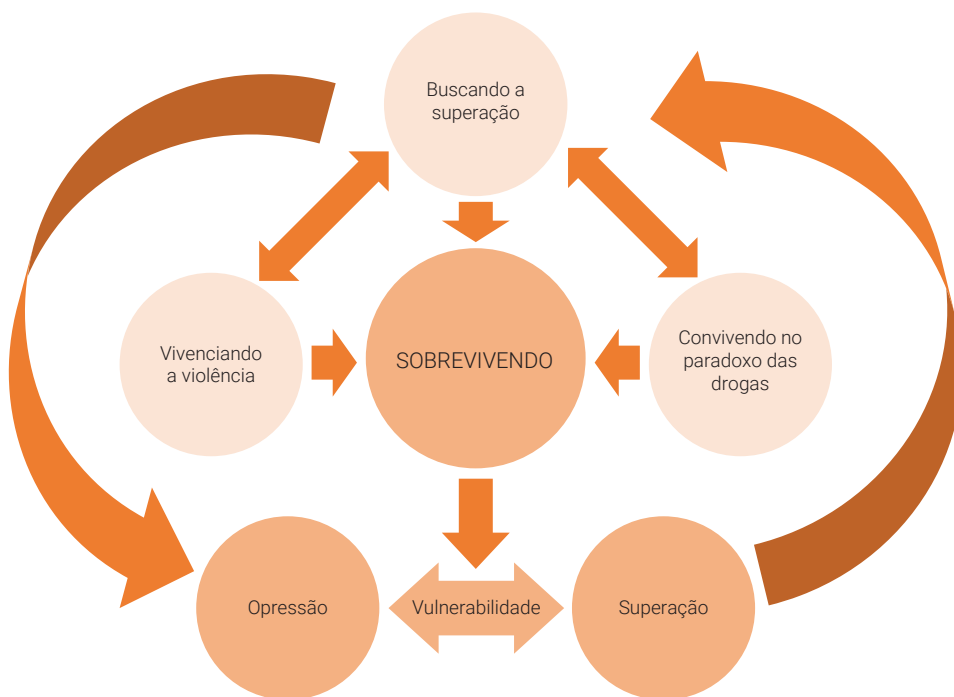 Buscando a
superação
Vivenciando
a violência
SOBREVIVENDO
Convivendo no
paradoxo das
drogas
Opressão
Vulnerabilidade
Superação